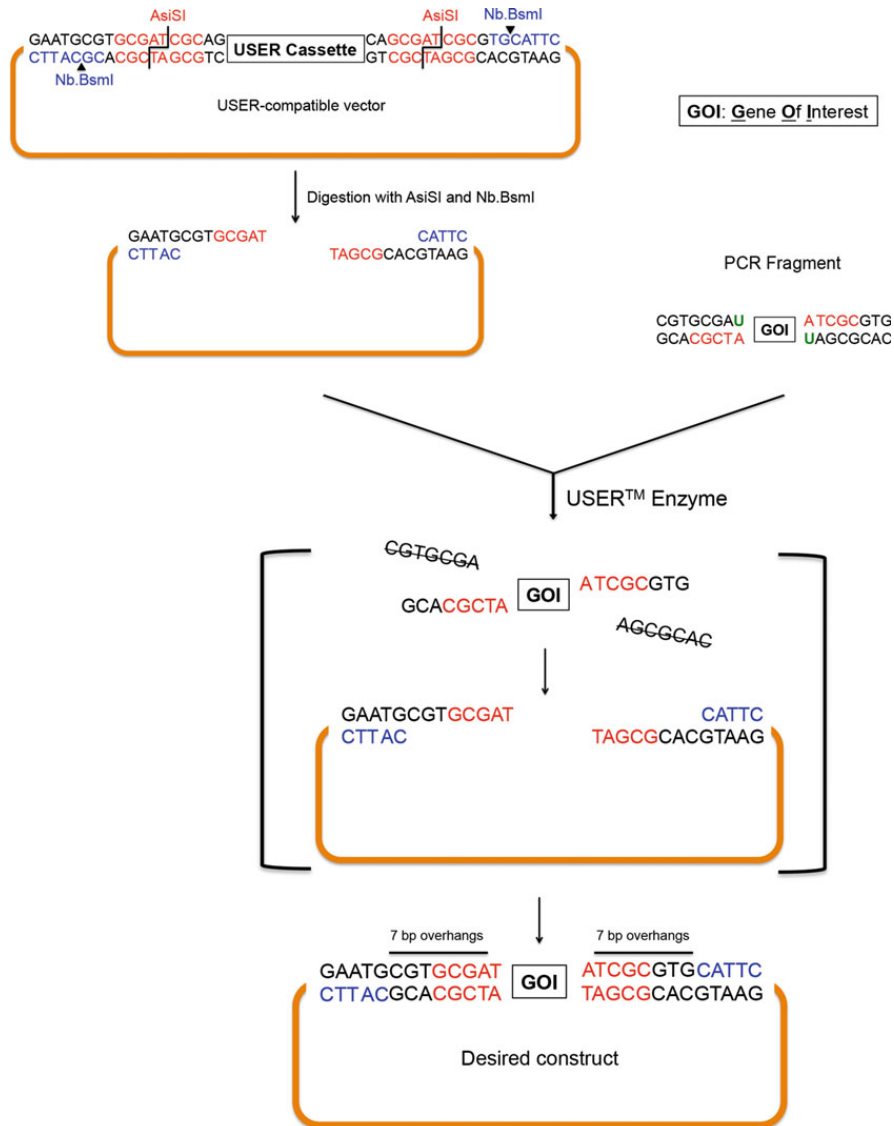 AsiSI AsiSI Nb.BsmI
GAATGCGTGCGATCGCAG USER Cassette CAGCGATCGCGTGCATTC
CTTACGCACGCTAGCGTC GTCGCTAGCGCACGTAAG
Nb.BsmI
USER-compatible vector
GOI: Gene Of Interest
Digestion with AsiSI and Nb.BsmI
GAATGCGTGCGAT CATTC
CTTAC TAGCGCACGTAAG
PCR Fragment
CGTGCGAU GOI ATCGCGTG
GCACGCTA UAGCGCAC
USER™ Enzyme
CGTGCGA
GCACGCTA GOI ATCGCGTG
AGCGCAC
GAATGCGTGCGAT CATTC
CTTAC TAGCGCACGTAAG
7 bp overhangs 7 bp overhangs
GAATGCGTGCGAT GOI ATCGCGTGCATTC
CTTACGCACGCTA TAGCGCACGTAAG
Desired construct